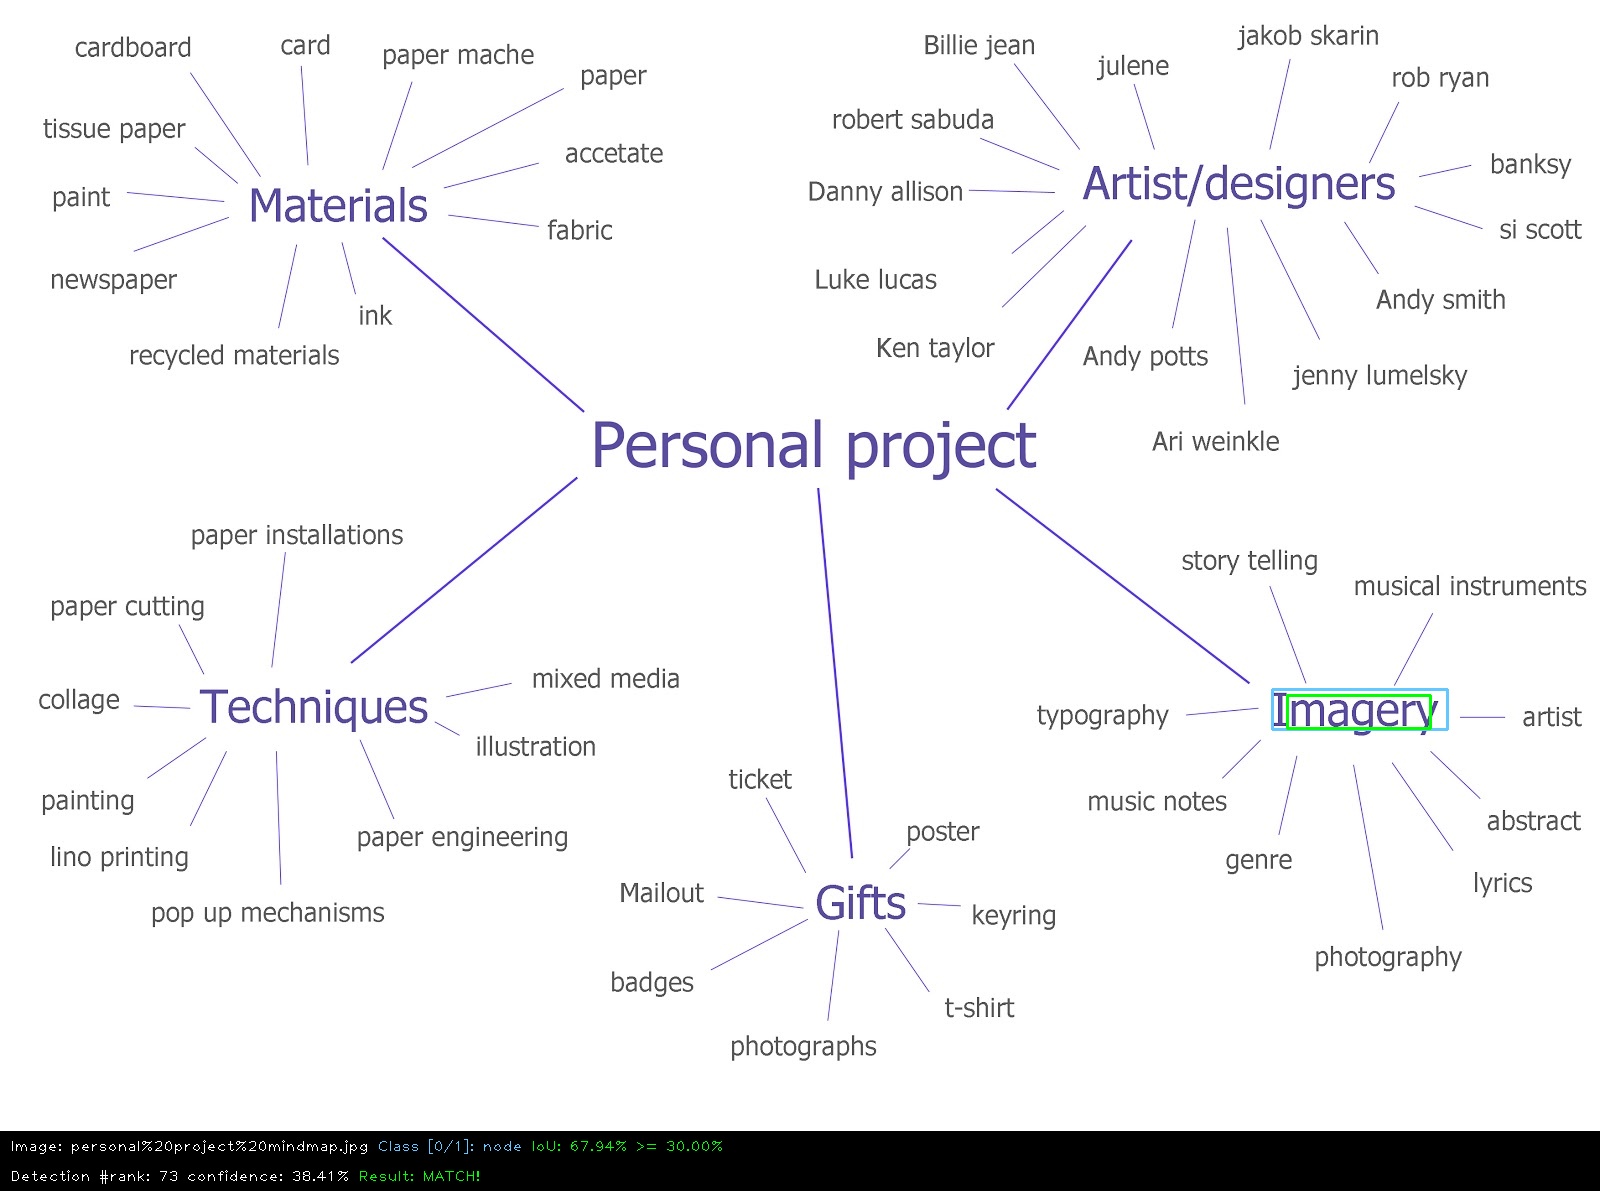 cardboard
card
paper mache
paper
tissue paper
accetate
paint
Materials
fabric
newspaper
ink
recycled materials
Billie jean
julene
jakob skarin
rob ryan
robert sabuda
banksy
Danny allison
Artist/designers
si scott
Luke lucas
Andy smith
Ken taylor
Andy potts
jenny lumelsky
Ari weinkle
Personal project
paper installations
paper cutting
mixed media
collage
Techniques
illustration
painting
paper engineering
lino printing
pop up mechanisms
ticket
poster
Mailout
Gifts
keyring
badges
t-shirt
photographs
story telling
musical instruments
typography
Imagery
artist
music notes
abstract
genre
lyrics
photography
Image: personal%20project%20mindmap.jpg Class [0/1]: node IoU: 67.94% >= 30.00%
Detection #rank: 73 confidence: 38.41% Result: MATCH!